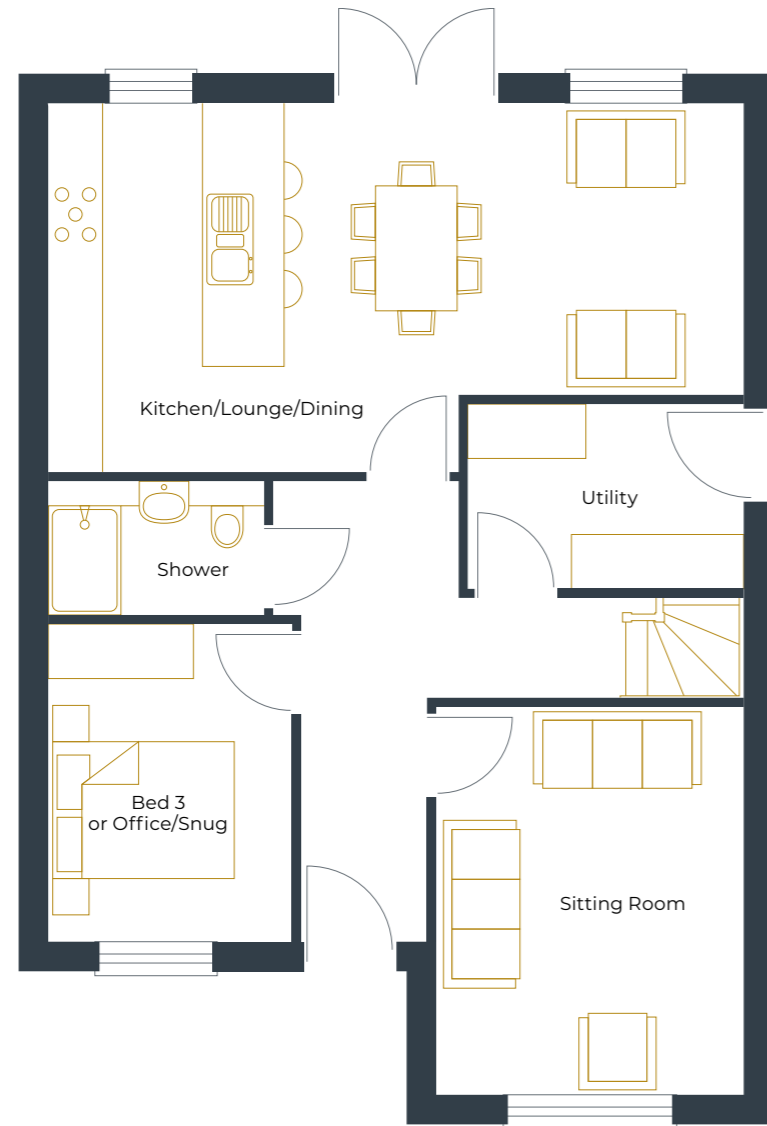 Kitchen/Lounge/Dining
Utility
Shower
Bed 3
or Office/Snug
Sitting Room